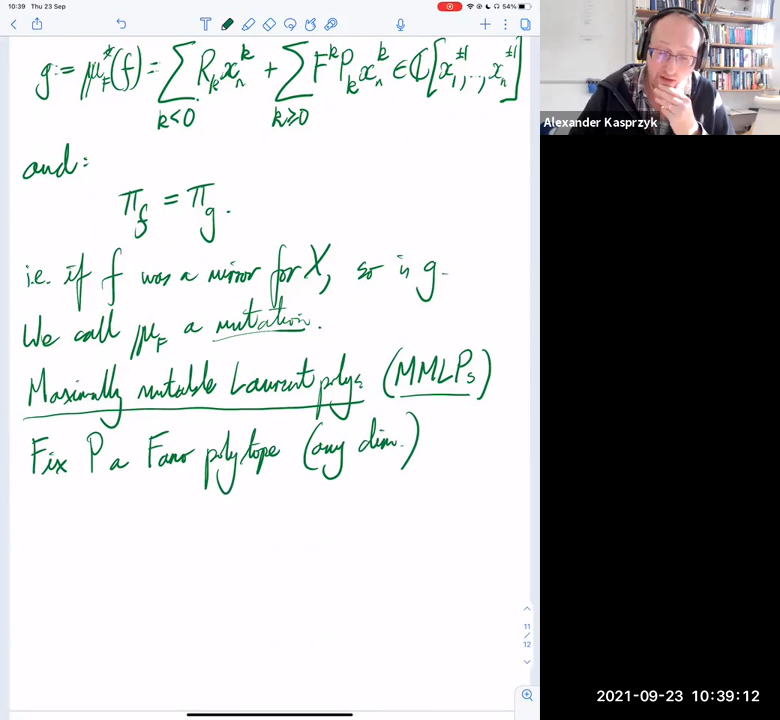 10:39 Thu 23 Sep
54%
g := μ_F^*(f) = ∑_{k<0} R_k x_n^k + ∑_{k≥0} F^k P_k x_n^k ∈ ℂ[x_1^{±1},..,x_n^{±1}]
and:
π_f = π_g.
i.e. if f was a mirror for X, so is g.
We call μ_F a mutation.
Maximally mutable Laurent polys (MMLPs)
Fix P a Fano polytope (any dim.)
11
/
12
Alexander Kasprzyk
2021-09-23 10:39:12